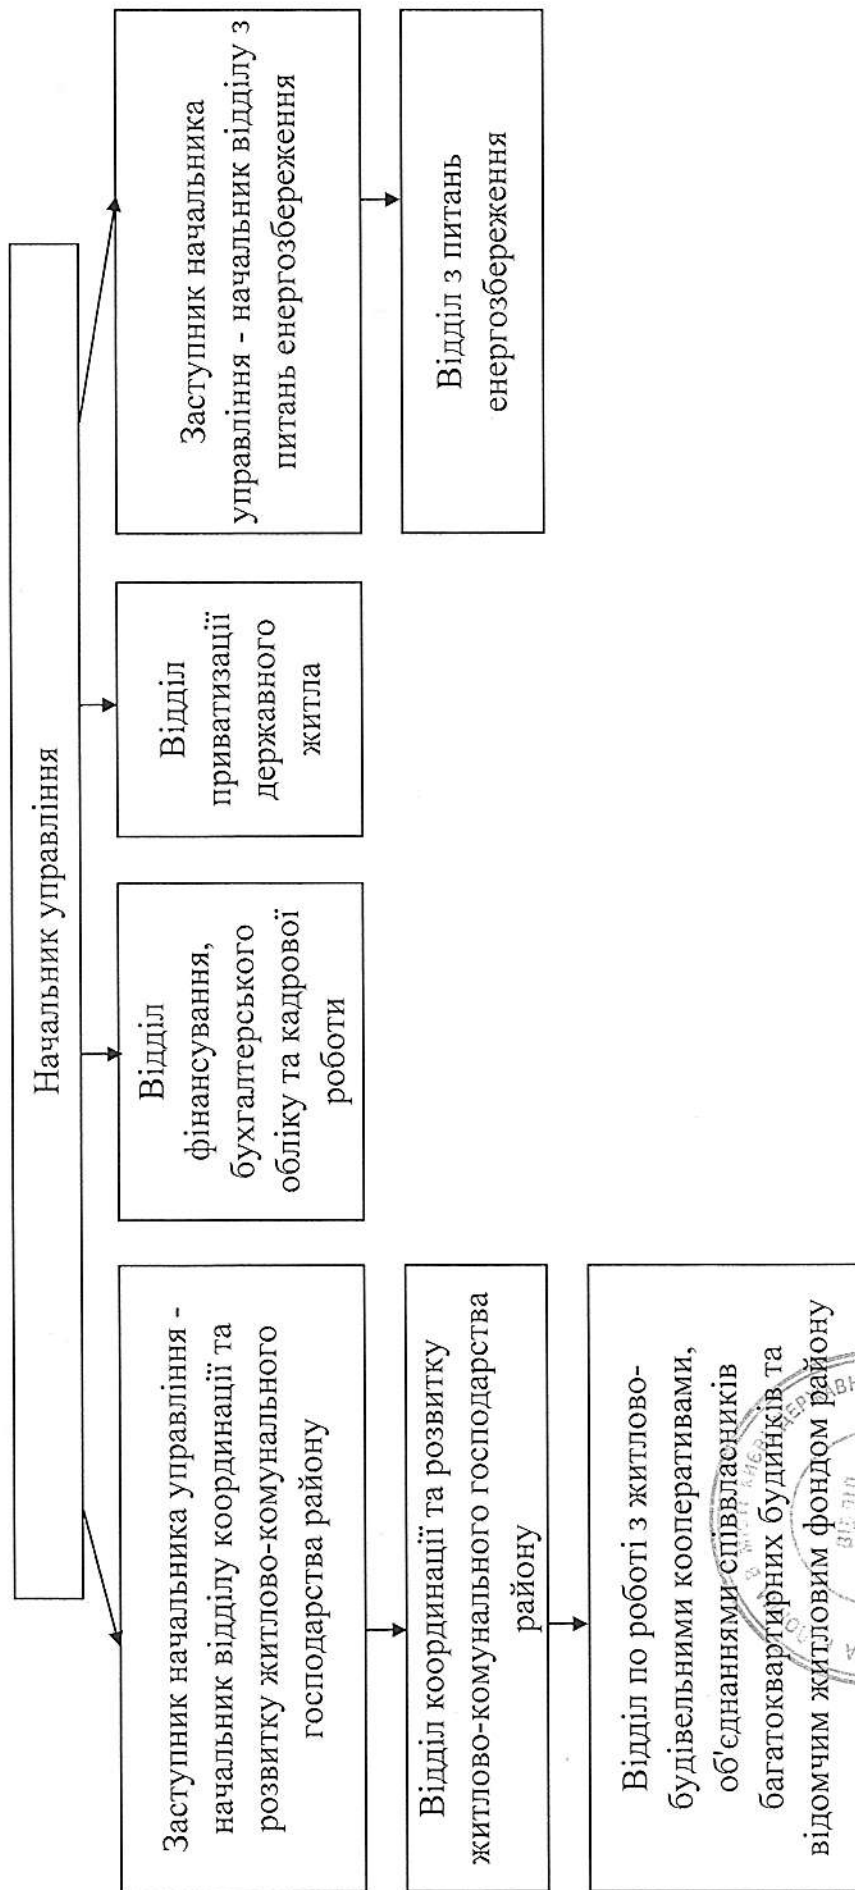 Начальник управління
Заступник начальника управління -
начальник відділу координації та
розвитку житлово-комунального
господарства району
Відділ
фінансування,
бухгалтерського
обліку та кадрової
роботи
Відділ
приватизації
державного
житла
Заступник начальника
управління - начальник відділу з
питань енергозбереження
Відділ координації та розвитку
житлово-комунального господарства
району
Відділ з питань
енергозбереження
Відділ по роботі з житлово-
будівельними кооперативами,
об'єднаннями співвласників
багатоквартирних будинків та
відомчим житловим фондом району